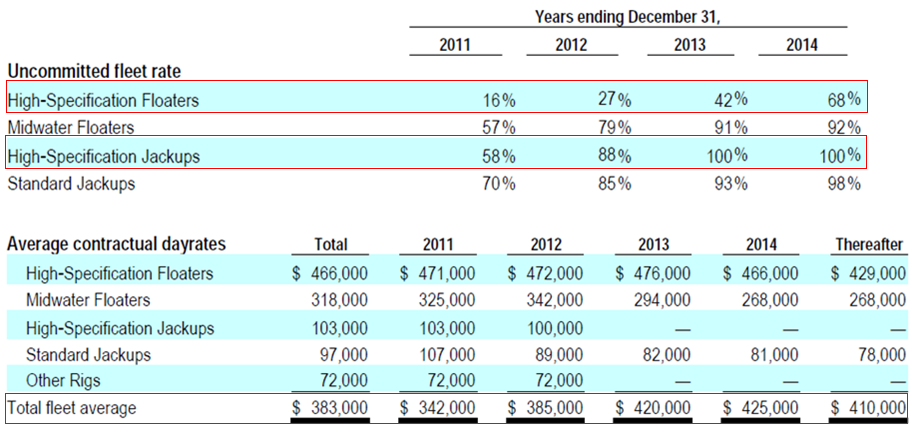 Years ending December 31,
2011 2012 2013 2014
Uncommitted fleet rate
High-Specification Floaters 16% 27% 42% 68%
Midwater Floaters 57% 79% 91% 92%
High-Specification Jackups 58% 88% 100% 100%
Standard Jackups 70% 85% 93% 98%
Average contractual dayrates Total 2011 2012 2013 2014 Thereafter
High-Specification Floaters $ 466,000 $ 471,000 $ 472,000 $ 476,000 $ 466,000 $ 429,000
Midwater Floaters 318,000 325,000 342,000 294,000 268,000 268,000
High-Specification Jackups 103,000 103,000 100,000 — — —
Standard Jackups 97,000 107,000 89,000 82,000 81,000 78,000
Other Rigs 72,000 72,000 72,000 — — —
Total fleet average $ 383,000 $ 342,000 $ 385,000 $ 420,000 $ 425,000 $ 410,000